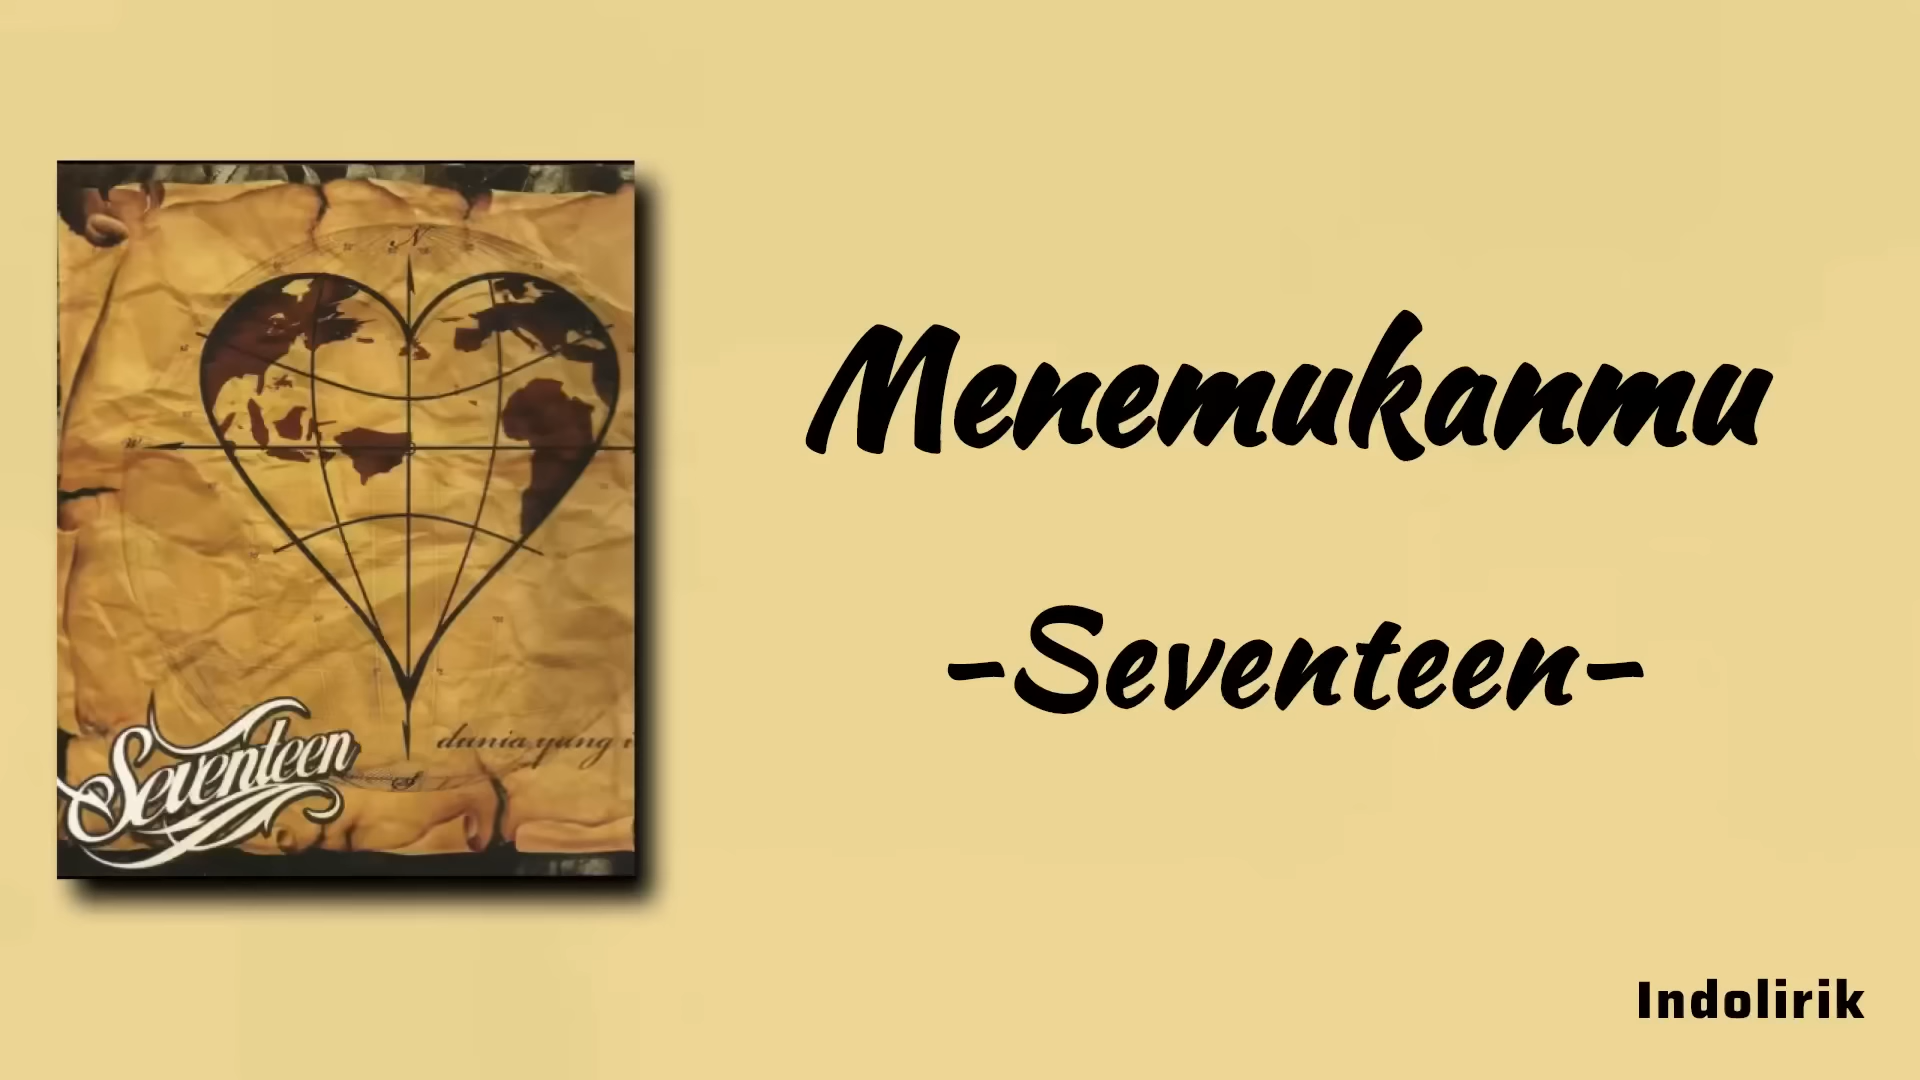 Menemukanmu
-Seventeen-
N
W
Seventeen
dunia yang
S
Indolirik